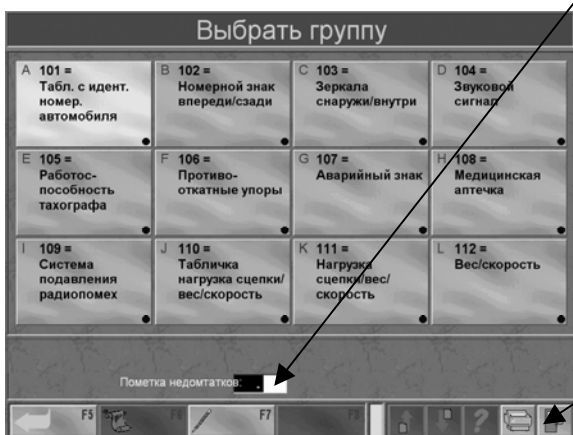 Выбрать группу
A 101 =
Табл. с идент.
номер.
автомобиля
B 102 =
Номерной знак
впереди/сзади
C 103 =
Зеркала
снаружи/внутри
D 104 =
Звуковой
сигнал
E 105 =
Работос-
пособность
тахографа
F 106 =
Противо-
откатные упоры
G 107 =
Аварийный знак
H 108 =
Медицинская
аптечка
I 109 =
Система
подавления
радиопомех
J 110 =
Табличка
нагрузка сцепки/
вес/скорость
K 111 =
Нагрузка
сцепки/вес/
скорость
L 112 =
Вес/скорость
Пометка недомтатков: .
F5 F6 F7 F8 ?